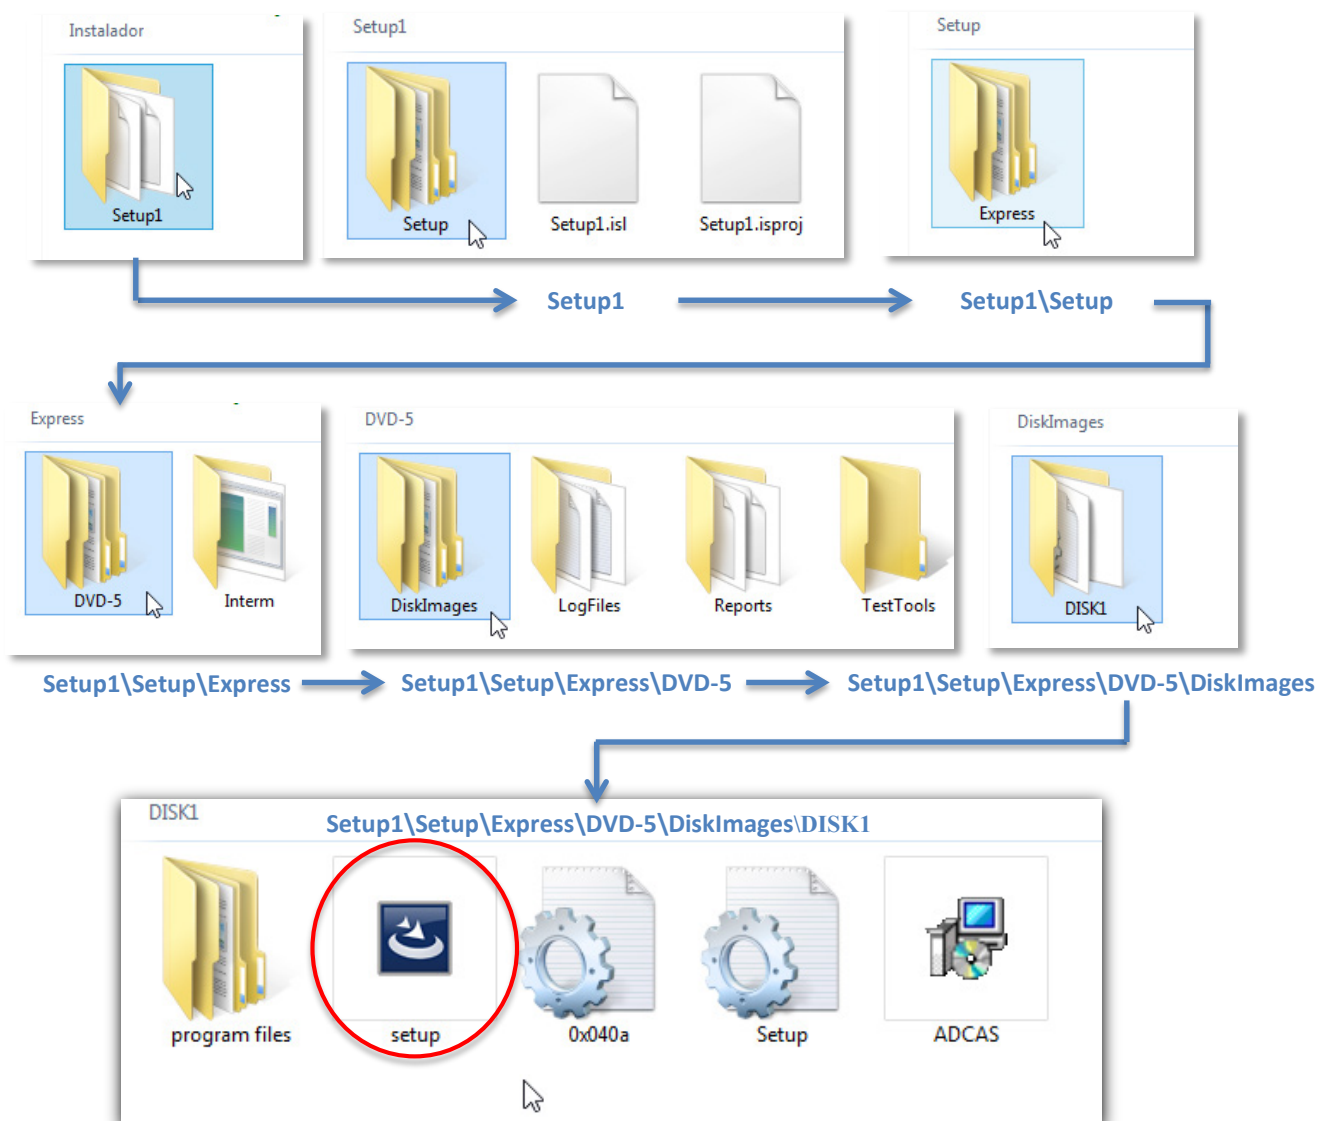 Instalador
Setup1
Setup
Setup1
Setup
Setup1.isl
Setup1.isproj
Express
Setup1
Setup1\Setup
Express
DVD-5
DiskImages
DVD-5
Interm
DiskImages
LogFiles
Reports
TestTools
DISK1
Setup1\Setup\Express
Setup1\Setup\Express\DVD-5
Setup1\Setup\Express\DVD-5\DiskImages
DISK1
Setup1\Setup\Express\DVD-5\DiskImages\DISK1
program files
setup
0x040a
Setup
ADCAS